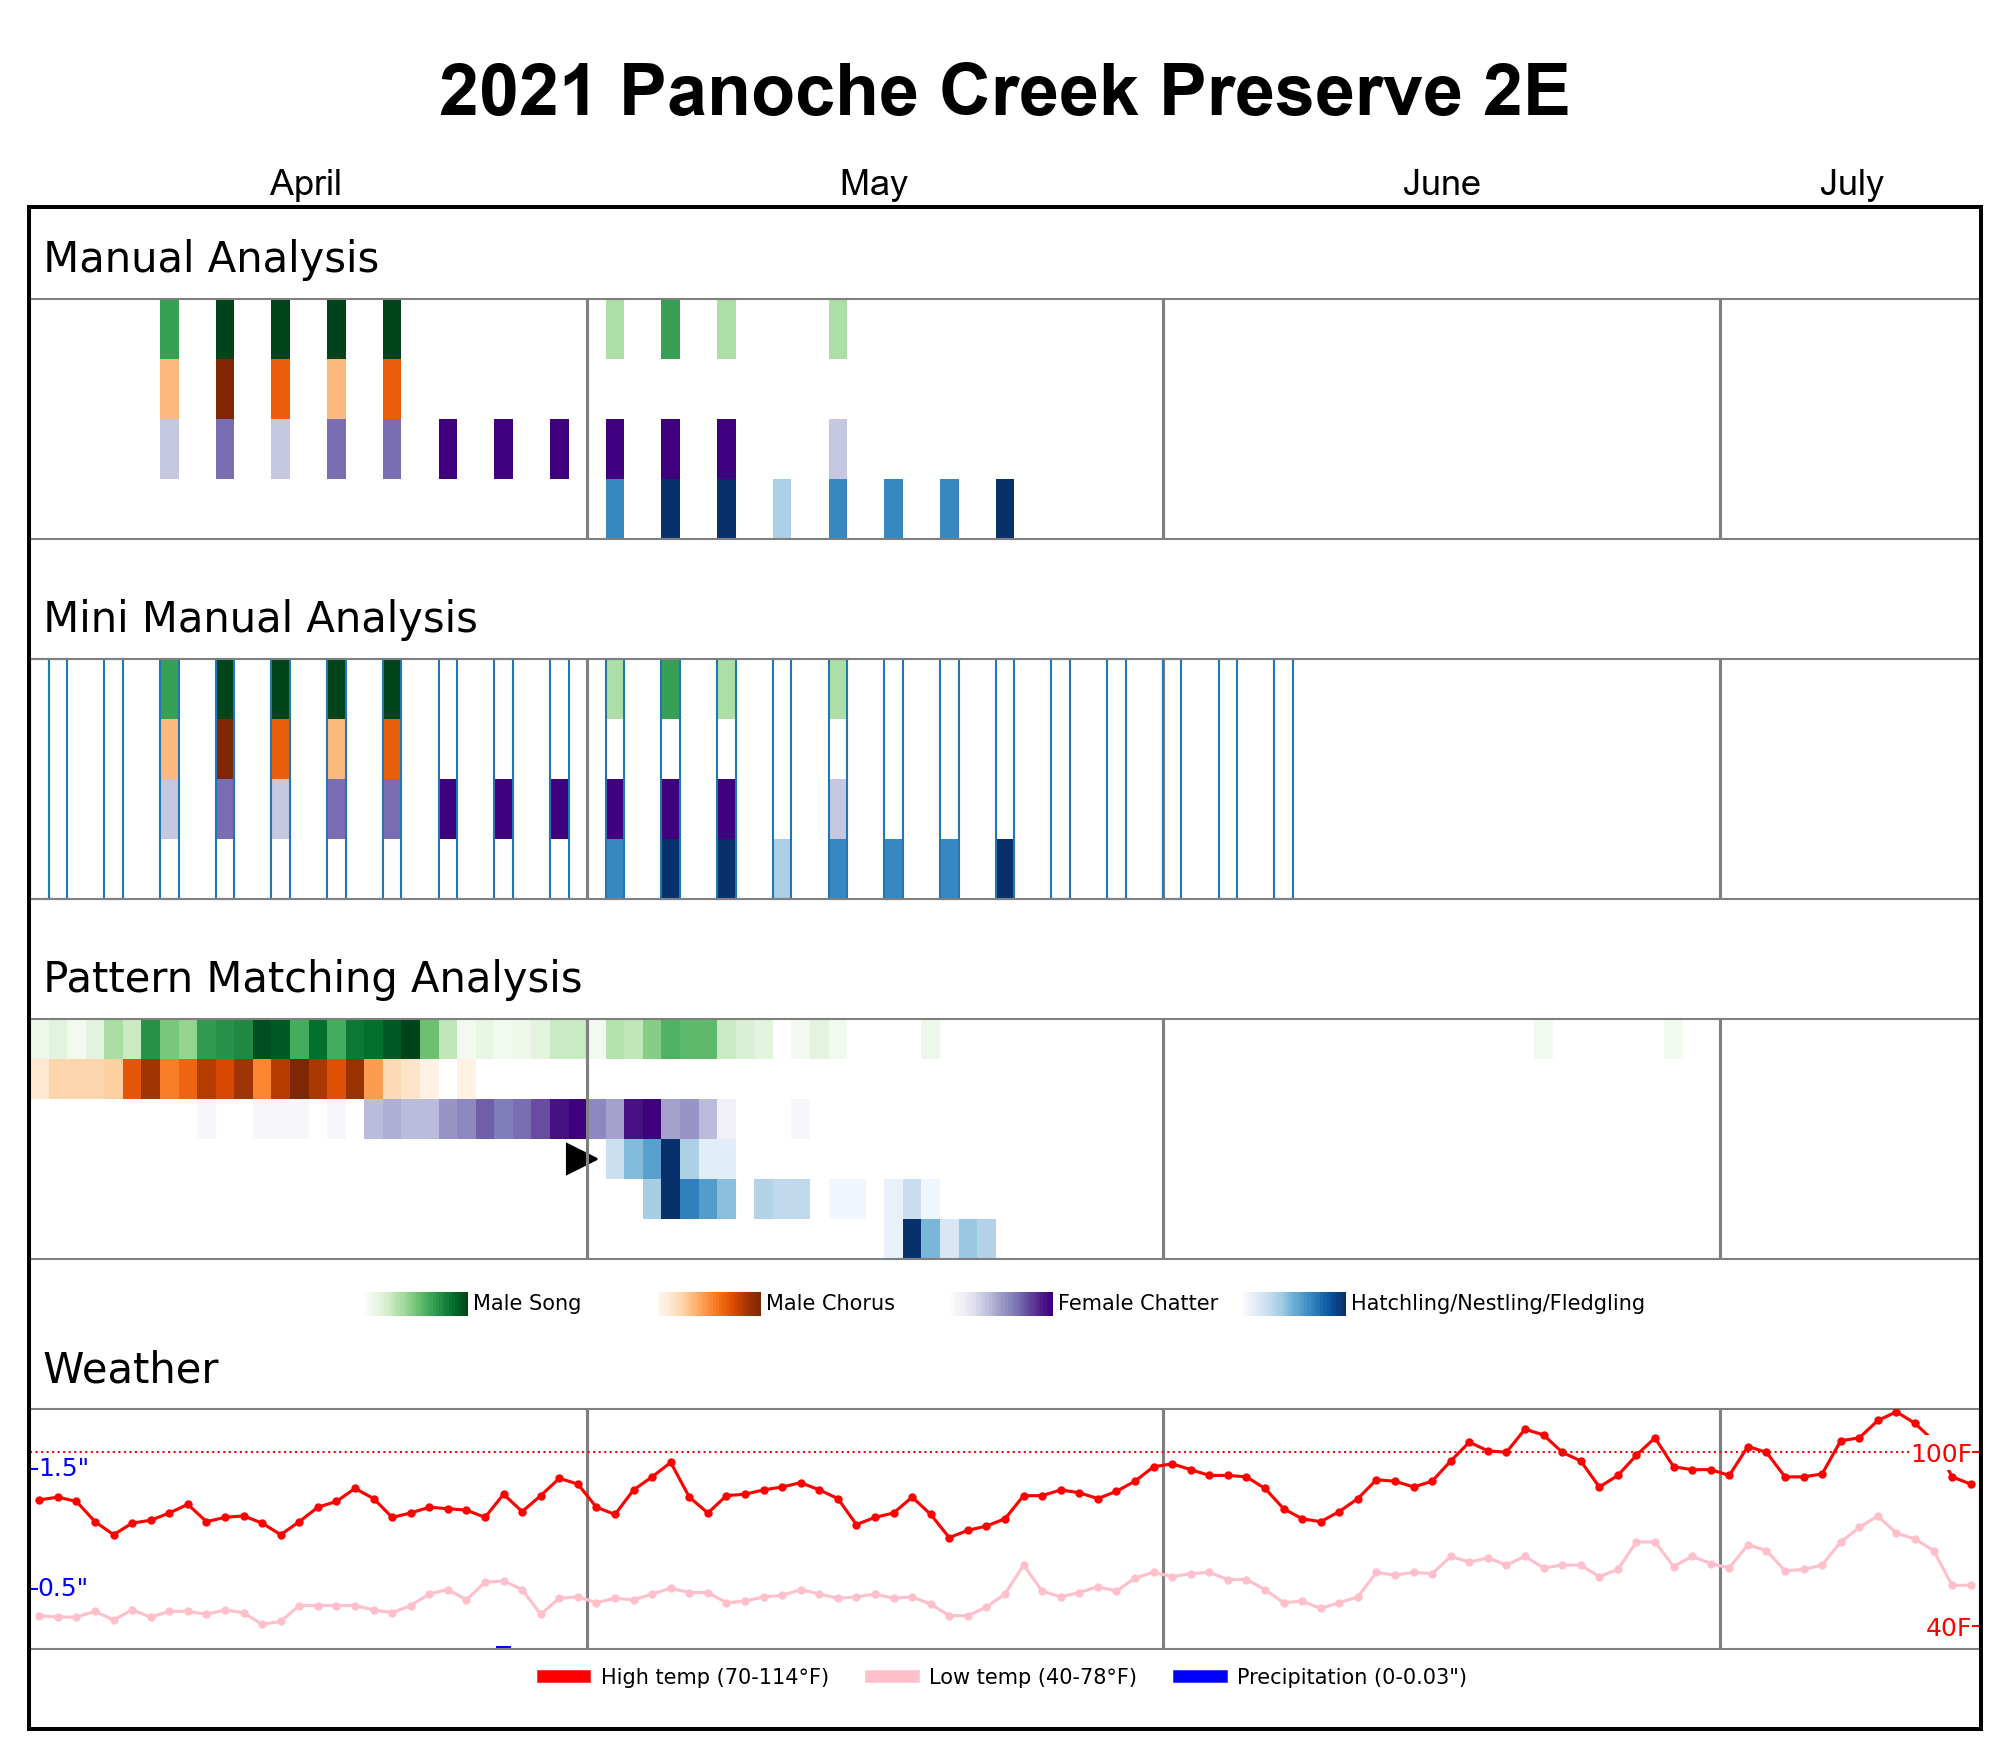 2021 Panoche Creek Preserve 2E
April May June July
Manual Analysis
Mini Manual Analysis
Pattern Matching Analysis
Male Song Male Chorus Female Chatter Hatchling/Nestling/Fledgling
Weather
100F
1.5"
0.5"
40F
High temp (70-114°F) Low temp (40-78°F) Precipitation (0-0.03")